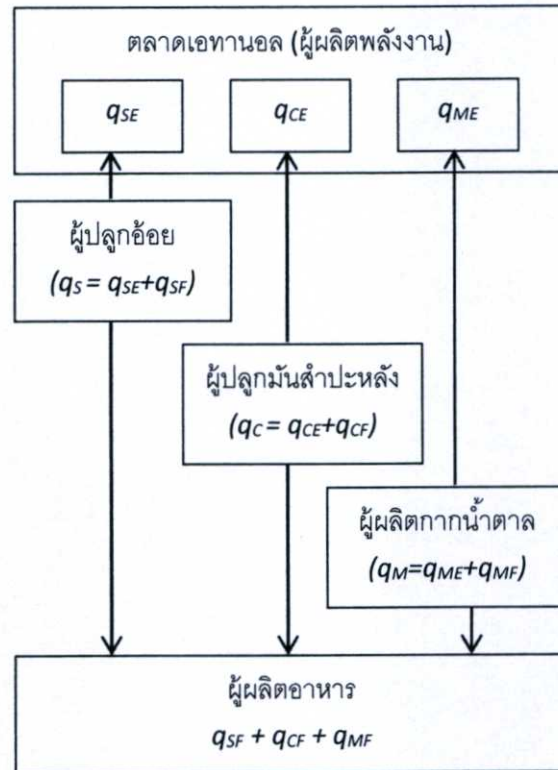 ตลาดเอทานอล (ผู้ผลิตพลังงาน)
qSE qCE qME
ผู้ปลูกอ้อย
(qS = qSE+qSF)
ผู้ปลูกมันสำปะหลัง
(qC = qCE+qCF)
ผู้ผลิตกากน้ำตาล
(qM=qME+qMF)
ผู้ผลิตอาหาร
qSF + qCF + qMF